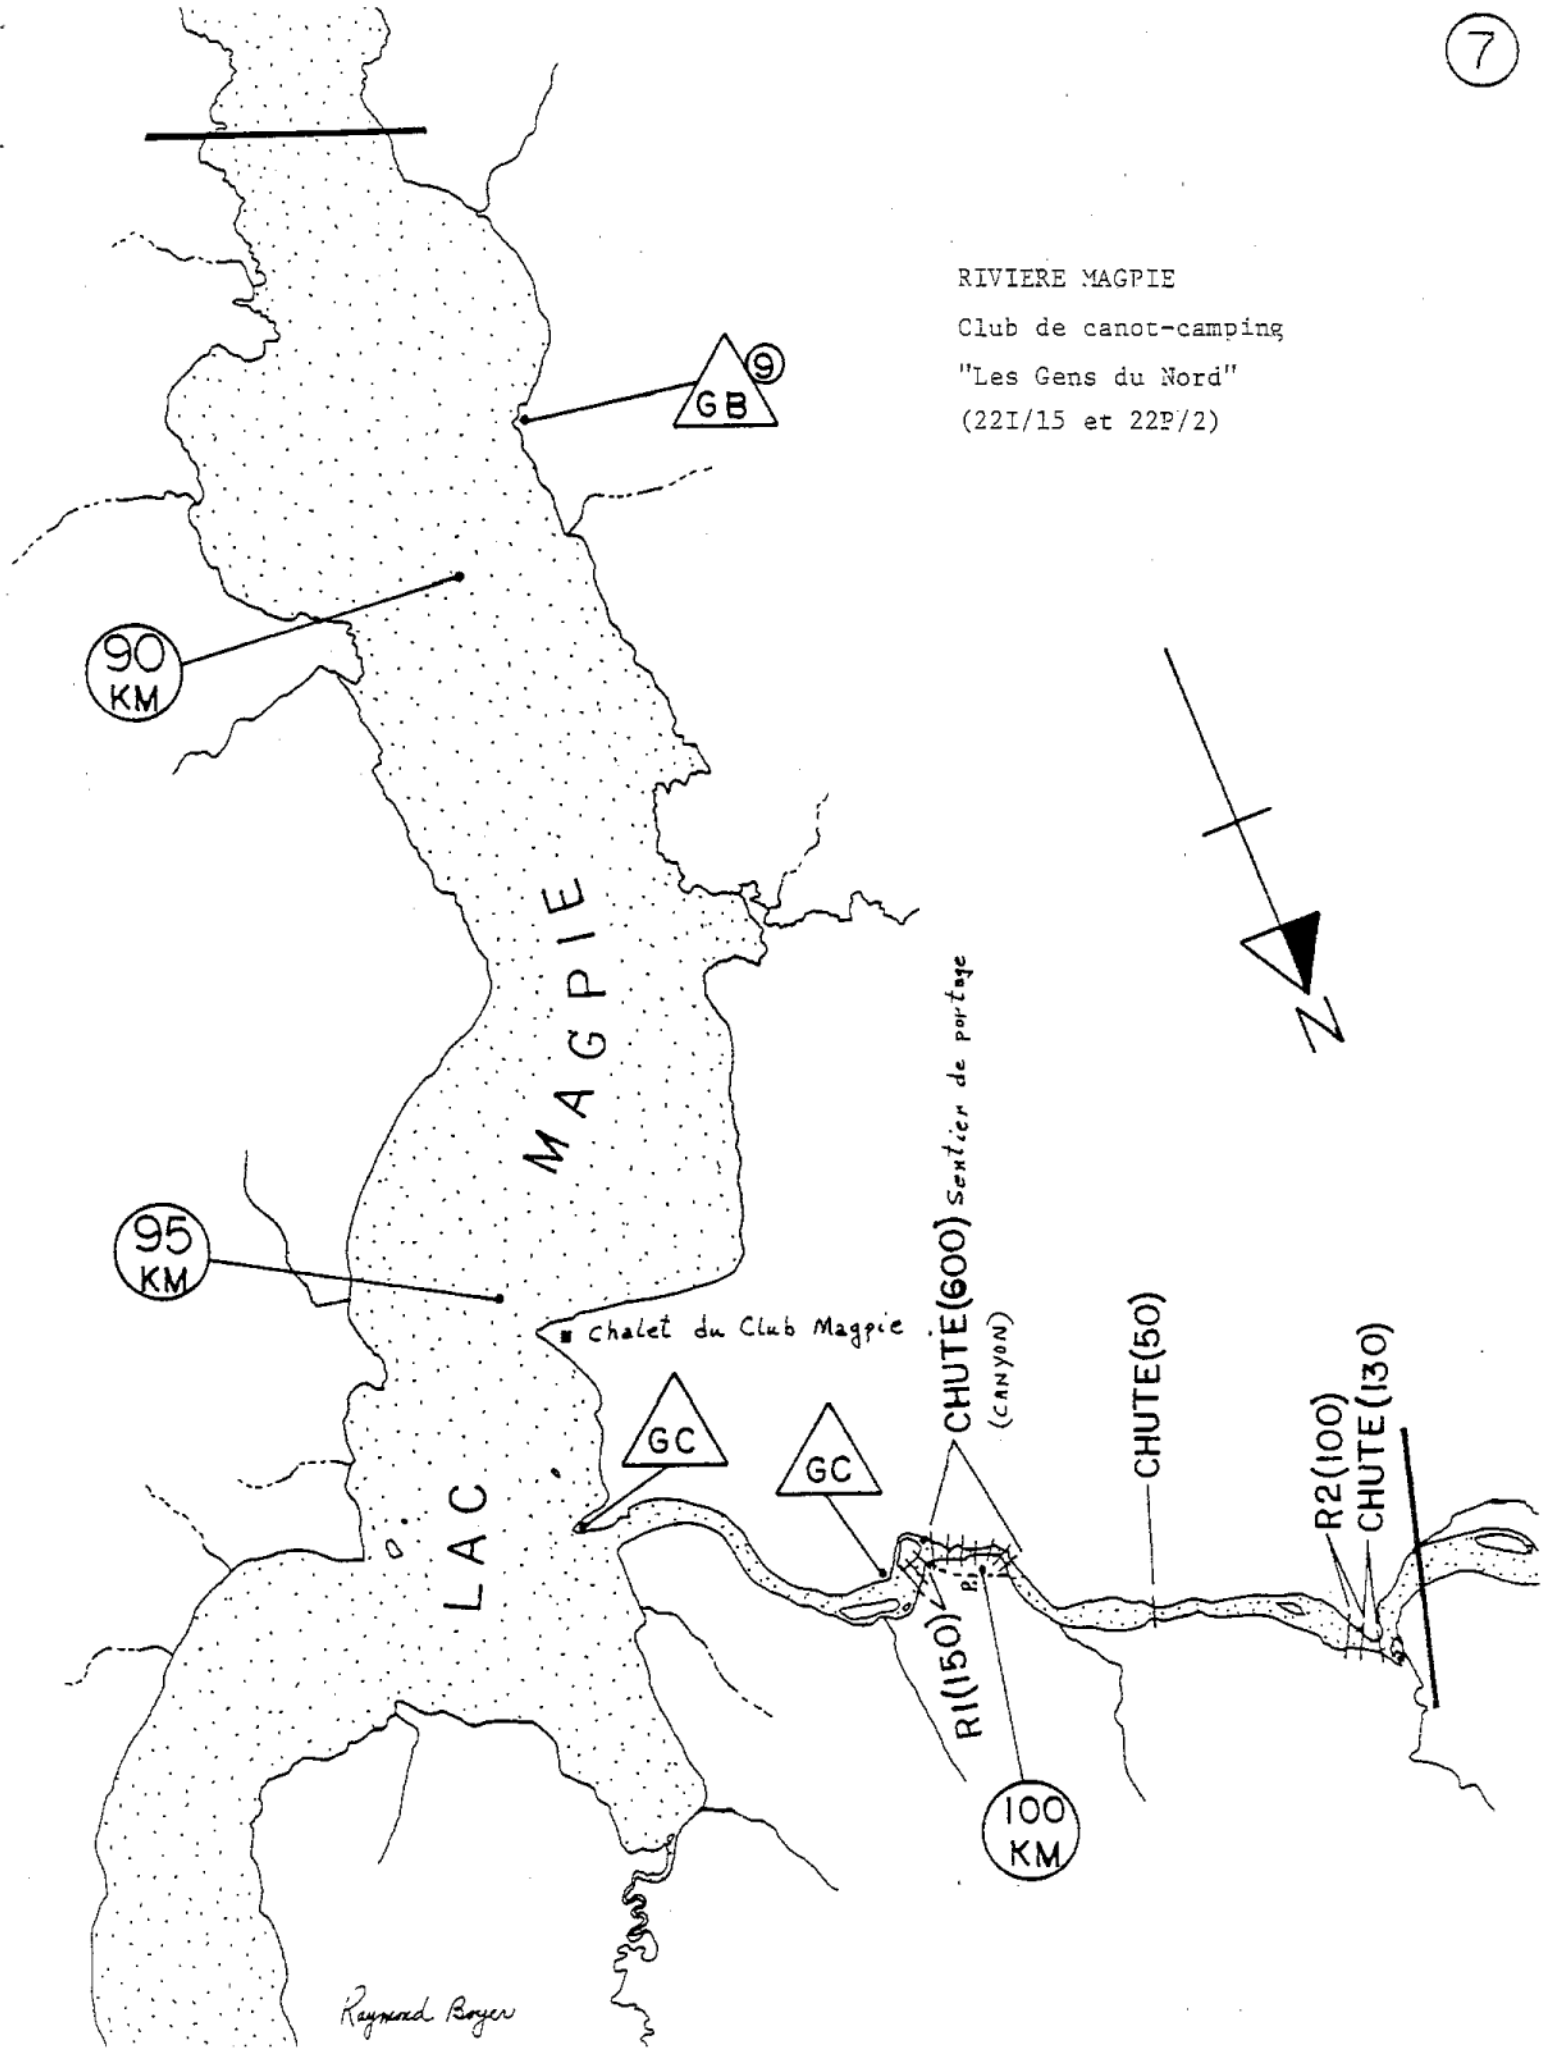 7
RIVIERE MAGPIE
Club de canot-camping
"Les Gens du Nord"
(22I/15 et 22P/2)
9
GB
90
KM
MAGPIE
N
95
KM
Chalet du Club Magpie
CHUTE(600) Sentier de portage
(CANYON)
CHUTE(50)
R2(100)
CHUTE(130)
GC
GC
LAC
P.
R1(150)
100
KM
Raymond Boyer